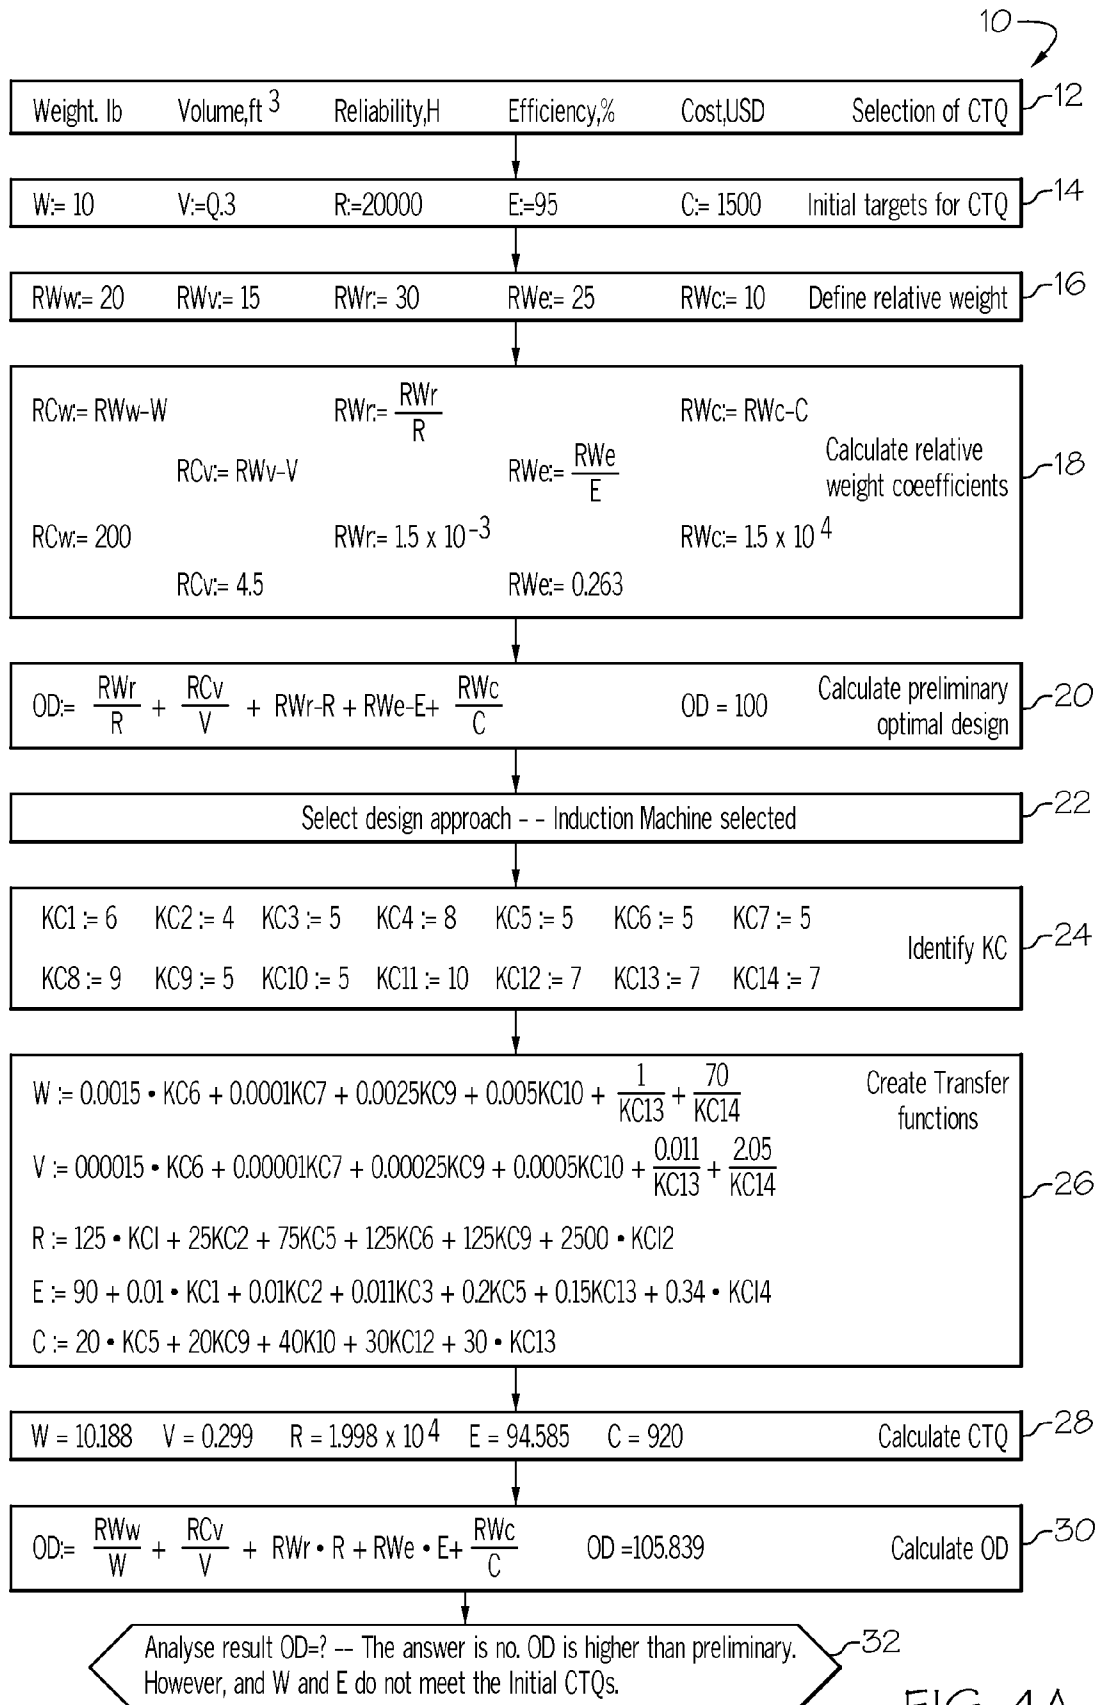 10
Weight. lb Volume,ft 3 Reliability,H Efficiency,% Cost,USD Selection of CTQ
12
W:= 10 V:=Q.3 R:=20000 E:=95 C:= 1500 Initial targets for CTQ
14
RWw:= 20 RWv:= 15 RWr:= 30 RWe:= 25 RWc:= 10 Define relative weight
16
RCw:= RWw-W RWr:= RWr/R RWc:= RWc-C
RCv:= RWv-V RWe:= RWe/E
Calculate relative
weight coeefficients
18
RCw:= 200 RWr:= 1.5 x 10 -3 RWc:= 1.5 x 10 4
RCv:= 4.5 RWe:= 0.263
OD:= RWr/R + RCv/V + RWr-R + RWe-E+ RWc/C OD = 100
Calculate preliminary
optimal design
20
Select design approach - - Induction Machine selected
22
KC1 := 6 KC2 := 4 KC3 := 5 KC4 := 8 KC5 := 5 KC6 := 5 KC7 := 5
Identify KC
24
KC8 := 9 KC9 := 5 KC10 := 5 KC11 := 10 KC12 := 7 KC13 := 7 KC14 := 7
W := 0.0015 • KC6 + 0.0001KC7 + 0.0025KC9 + 0.005KC10 + 1/KC13 + 70/KC14
Create Transfer
functions
V := 000015 • KC6 + 0.00001KC7 + 0.00025KC9 + 0.0005KC10 + 0.011/KC13 + 2.05/KC14
26
R := 125 • KCl + 25KC2 + 75KC5 + 125KC6 + 125KC9 + 2500 • KCl2
E := 90 + 0.01 • KC1 + 0.01KC2 + 0.011KC3 + 0.2KC5 + 0.15KC13 + 0.34 • KCl4
C := 20 • KC5 + 20KC9 + 40K10 + 30KC12 + 30 • KC13
W = 10.188 V = 0.299 R = 1.998 x 10 4 E = 94.585 C = 920 Calculate CTQ
28
OD:= RWw/W + RCv/V + RWr • R + RWe • E+ RWc/C OD =105.839 Calculate OD
30
Analyse result OD=? -- The answer is no. OD is higher than preliminary.
However, and W and E do not meet the Initial CTQs.
32
FIG. 4A